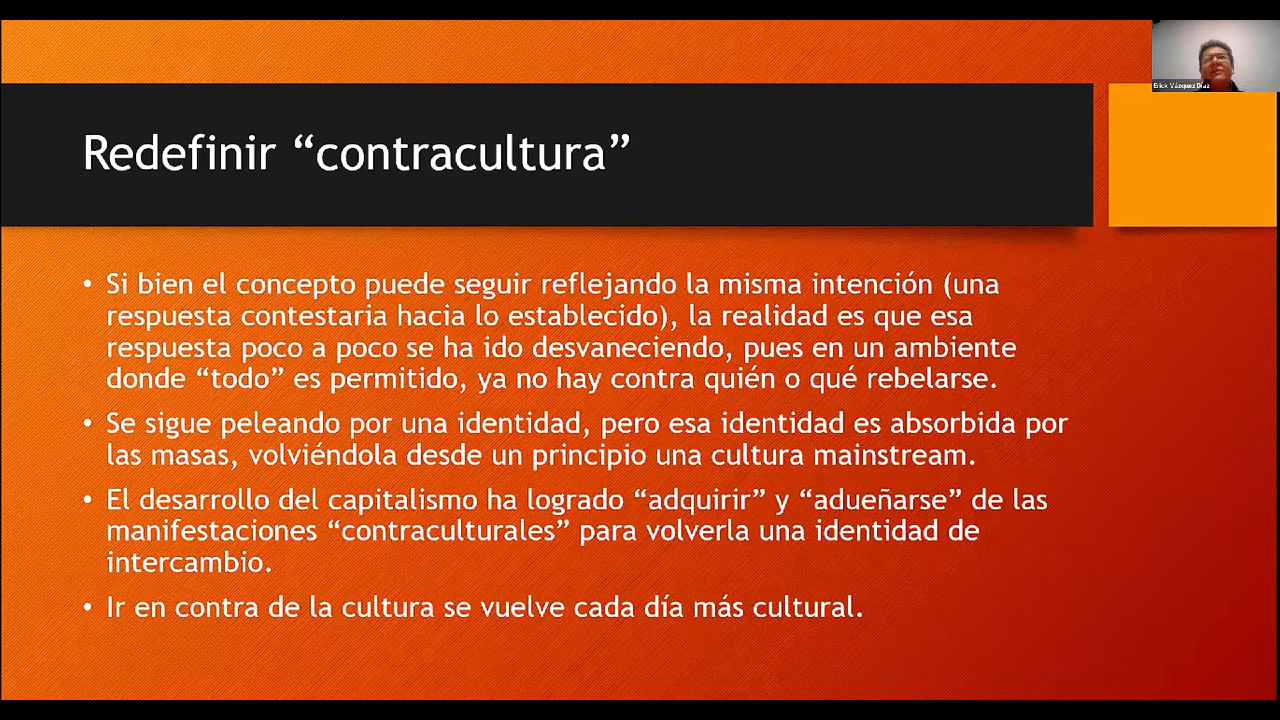 Erick Vázquez Díaz
Redefinir “contracultura”
• Si bien el concepto puede seguir reflejando la misma intención (una
respuesta contestaria hacia lo establecido), la realidad es que esa
respuesta poco a poco se ha ido desvaneciendo, pues en un ambiente
donde “todo” es permitido, ya no hay contra quién o qué rebelarse.
• Se sigue peleando por una identidad, pero esa identidad es absorbida por
las masas, volviéndola desde un principio una cultura mainstream.
• El desarrollo del capitalismo ha logrado “adquirir” y “adueñarse” de las
manifestaciones “contraculturales” para volverla una identidad de
intercambio.
• Ir en contra de la cultura se vuelve cada día más cultural.